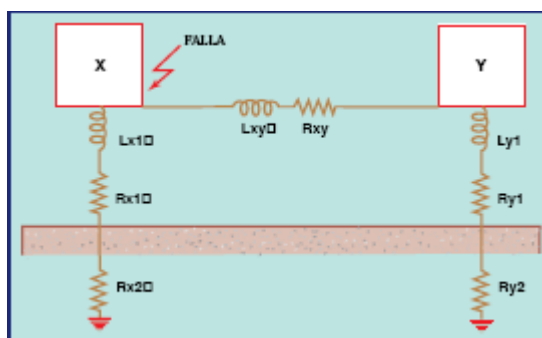 FALLA
X
Y
Lxy□ Rxy
Lx1□
Ly1
Rx1□
Ry1
Rx2□
Ry2